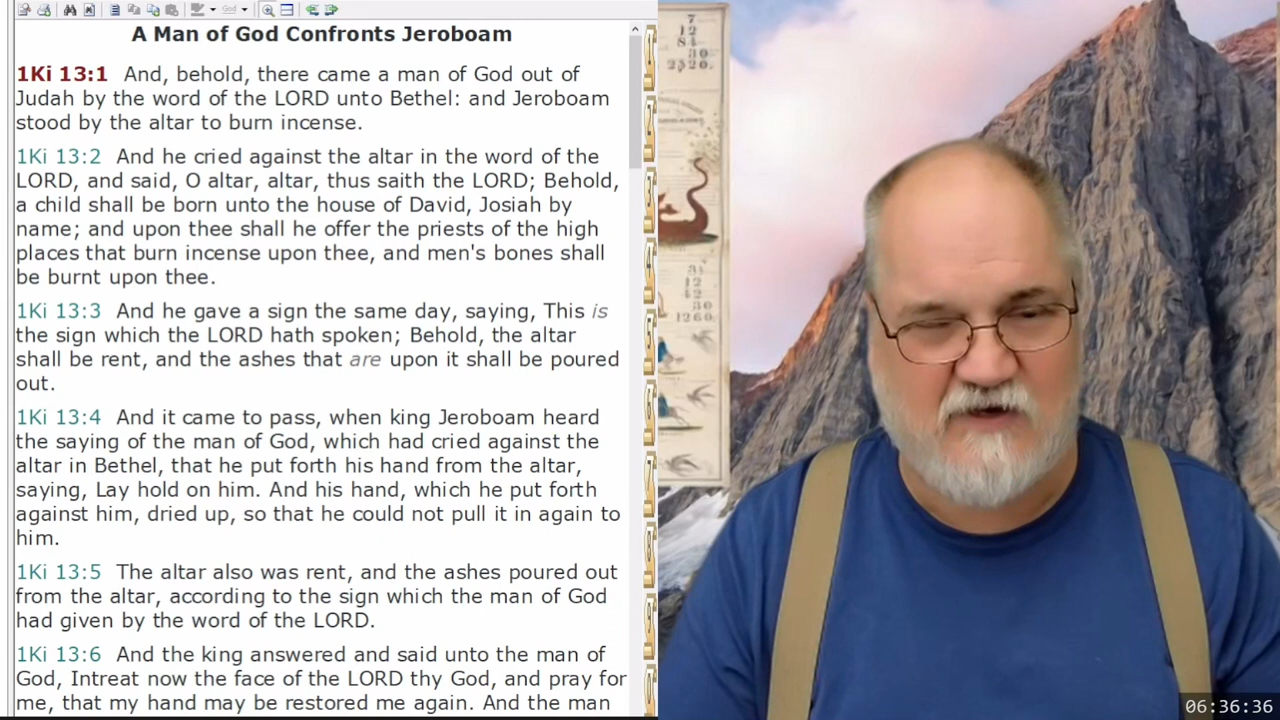 A Man of God Confronts Jeroboam
1Ki 13:1 And, behold, there came a man of God out of
Judah by the word of the LORD unto Bethel: and Jeroboam
stood by the altar to burn incense.
1Ki 13:2 And he cried against the altar in the word of the
LORD, and said, O altar, altar, thus saith the LORD; Behold,
a child shall be born unto the house of David, Josiah by
name; and upon thee shall he offer the priests of the high
places that burn incense upon thee, and men's bones shall
be burnt upon thee.
1Ki 13:3 And he gave a sign the same day, saying, This is
the sign which the LORD hath spoken; Behold, the altar
shall be rent, and the ashes that are upon it shall be poured
out.
1Ki 13:4 And it came to pass, when king Jeroboam heard
the saying of the man of God, which had cried against the
altar in Bethel, that he put forth his hand from the altar,
saying, Lay hold on him. And his hand, which he put forth
against him, dried up, so that he could not pull it in again to
him.
1Ki 13:5 The altar also was rent, and the ashes poured out
from the altar, according to the sign which the man of God
had given by the word of the LORD.
1Ki 13:6 And the king answered and said unto the man of
God, Intreat now the face of the LORD thy God, and pray for
me, that my hand may be restored me again. And the man
7
12
84
30
2520.
12
30
1260
06:36:36